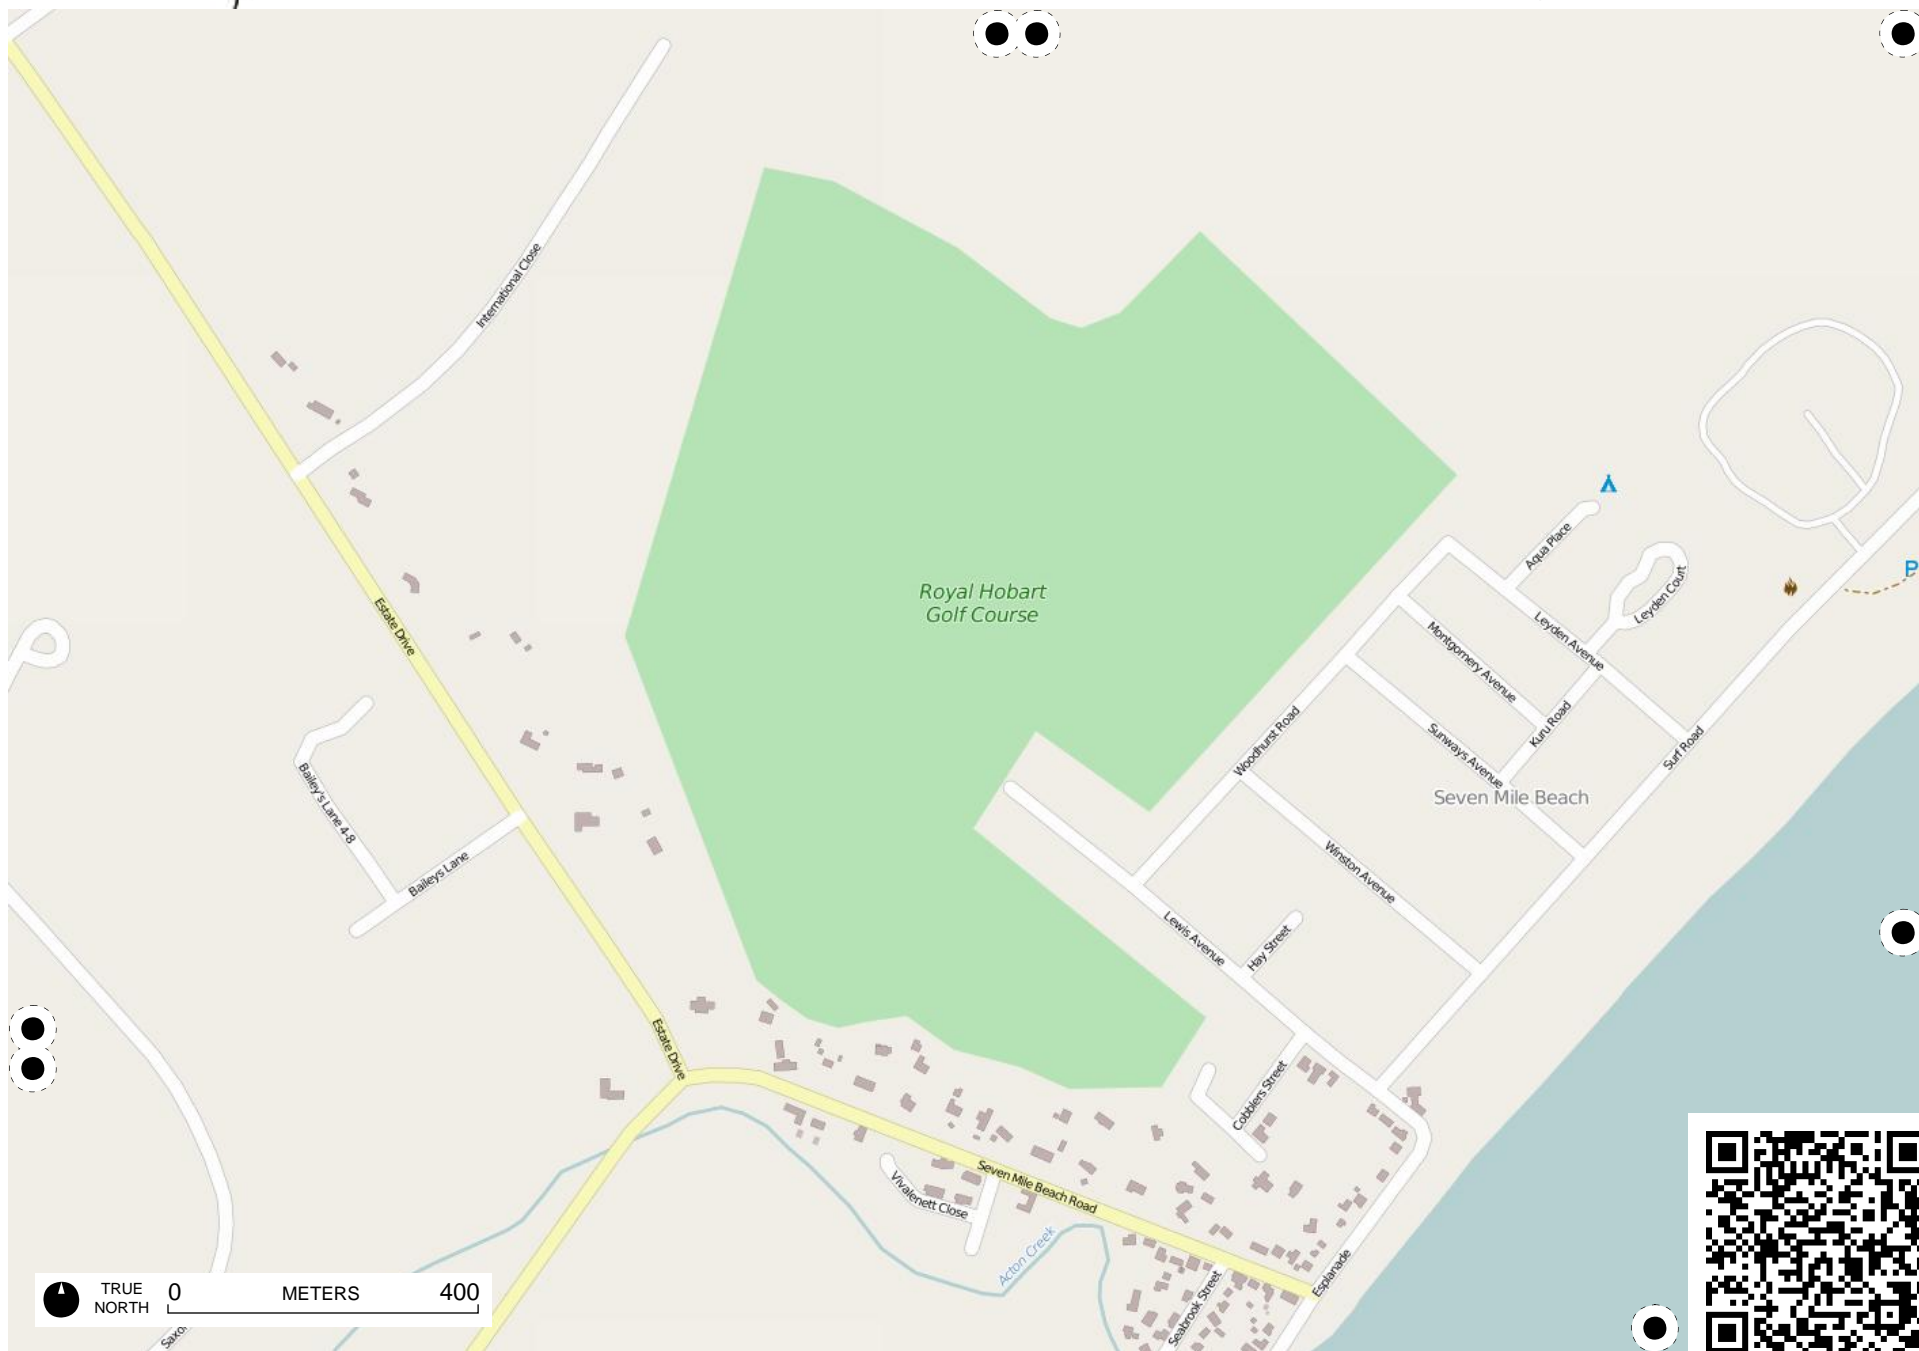 International Close
Estate Drive
Royal Hobart
Golf Course
Aqua Place
Leyden Court
P
Leyden Avenue
Montgomery Avenue
Kuru Road
Sunways Avenue
Woodhurst Road
Surf Road
Seven Mile Beach
Bailey's Lane 4-8
Baileys Lane
Winston Avenue
Lewis Avenue
Hay Street
Estate Drive
Cobblers Street
Vivalenett Close
Seven Mile Beach Road
Acton Creek
Esplanade
Seabrook Street
TRUE
NORTH
0 METERS 400